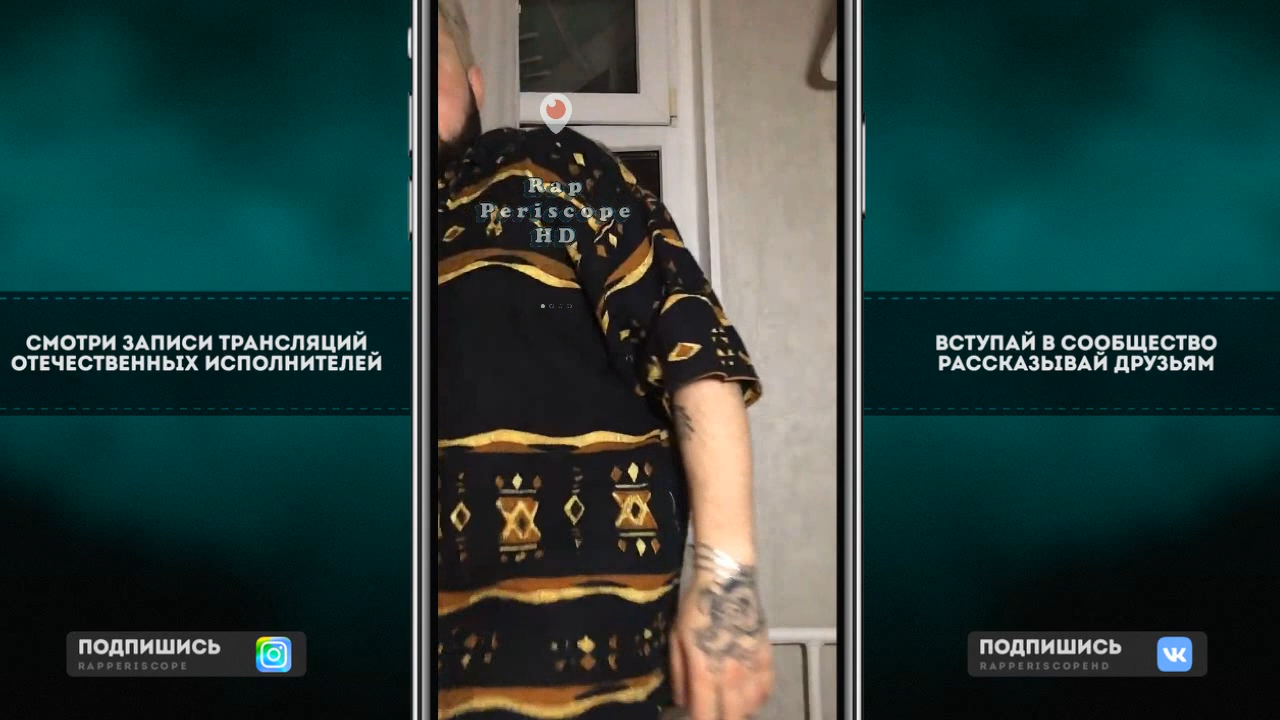 СМОТРИ ЗАПИСИ ТРАНСЛЯЦИЙ
ОТЕЧЕСТВЕННЫХ ИСПОЛНИТЕЛЕЙ
ПОДПИШИСЬ
RAPPERISCOPE
Rap
Periscope
HD
ВСТУПАЙ В СООБЩЕСТВО
РАССКАЗЫВАЙ ДРУЗЬЯМ
ПОДПИШИСЬ
RAPPERISCOPEHD